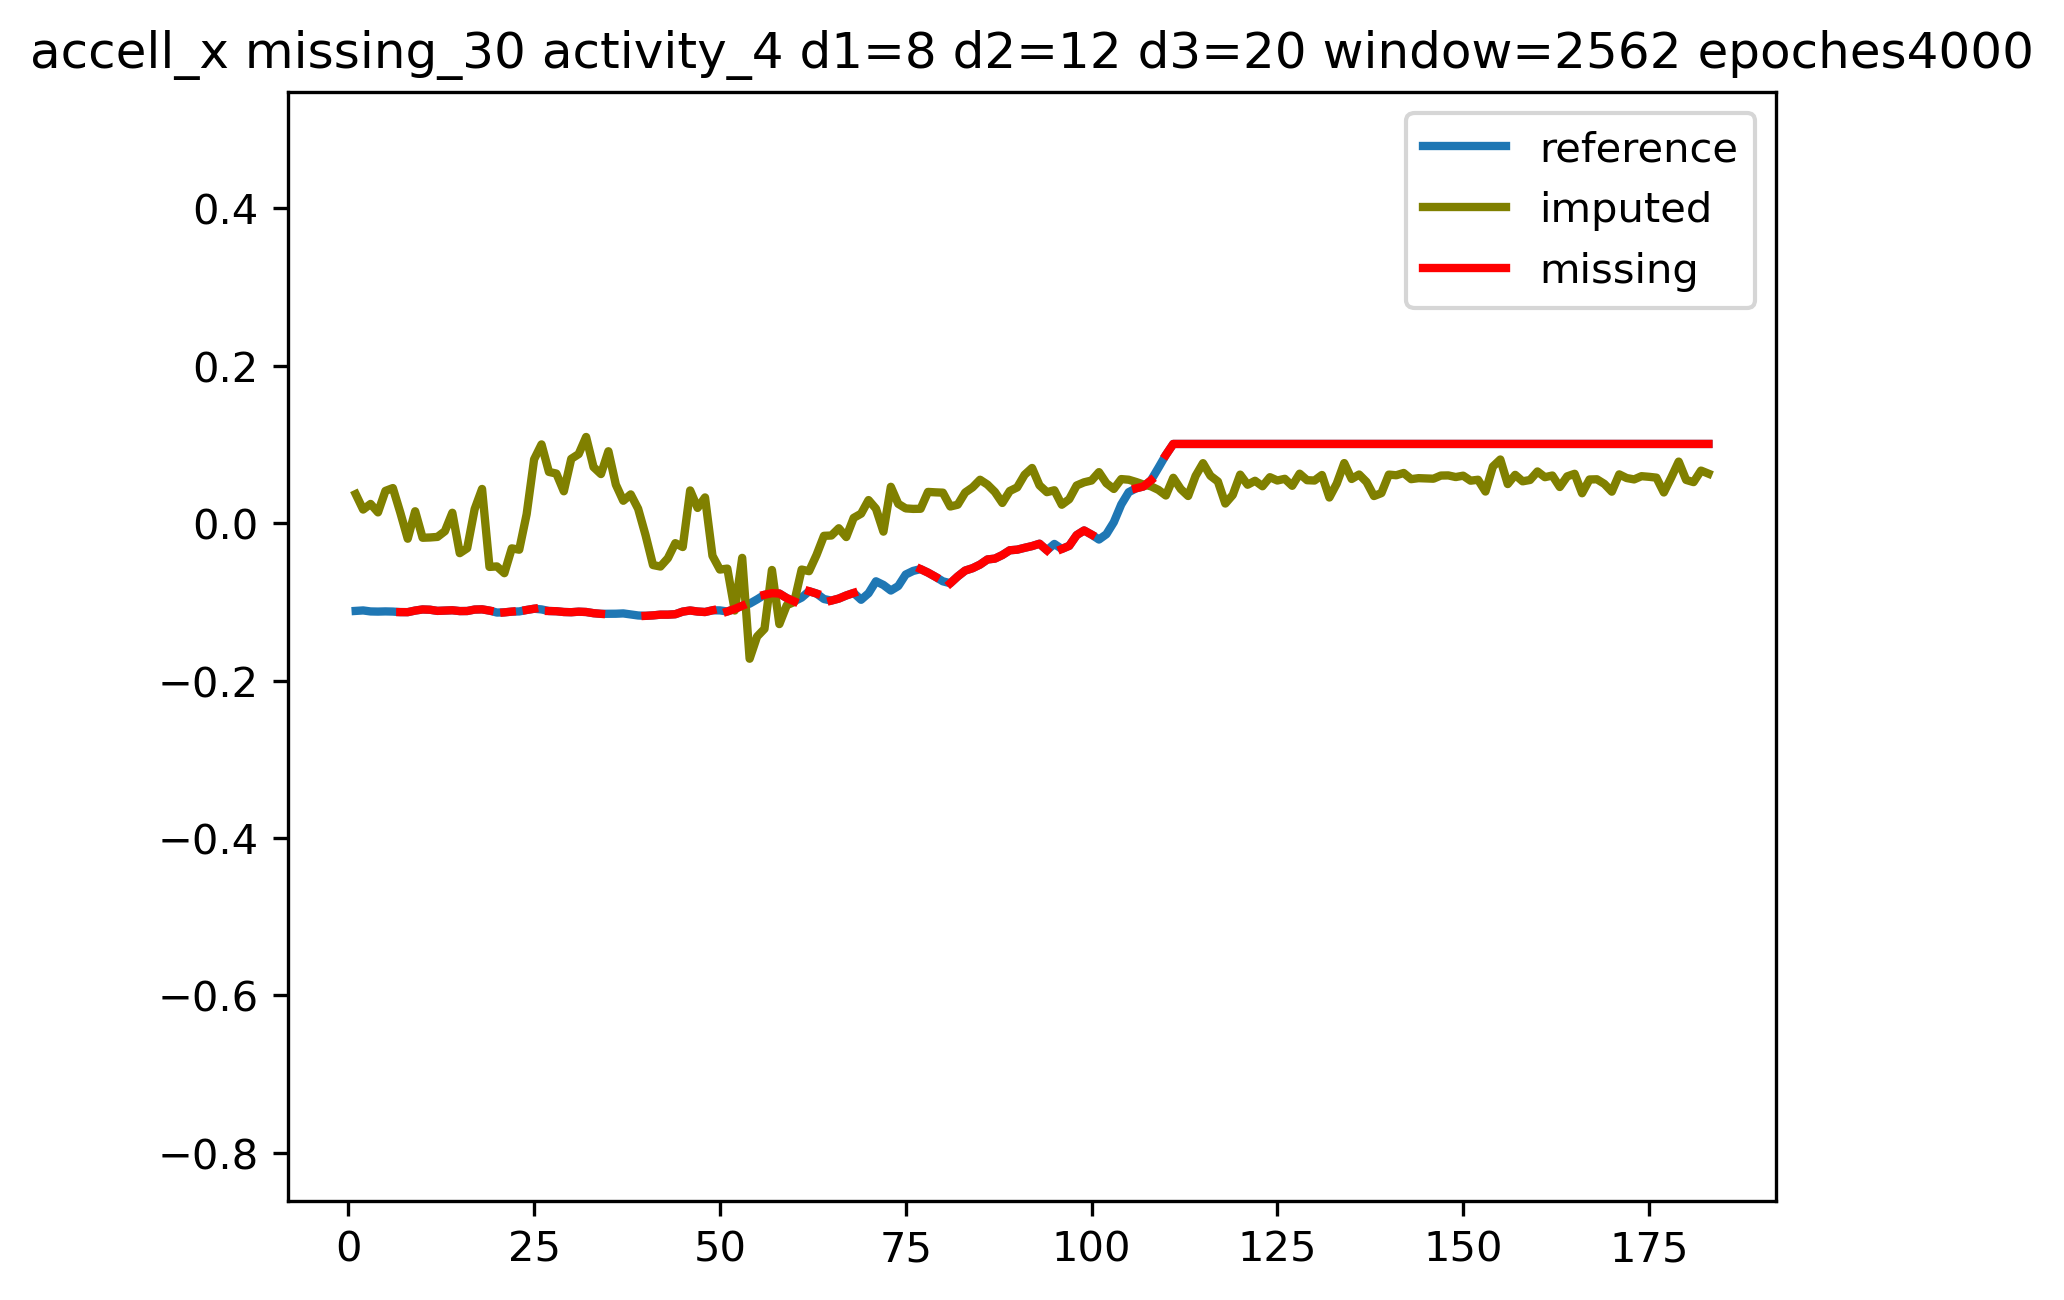 accell_x missing_30 activity_4 d1=8 d2=12 d3=20 window=2562 epoches4000
reference
imputed
missing
0.4
0.2
0.0
−0.2
−0.4
−0.6
−0.8
0 25 50 75 100 125 150 175